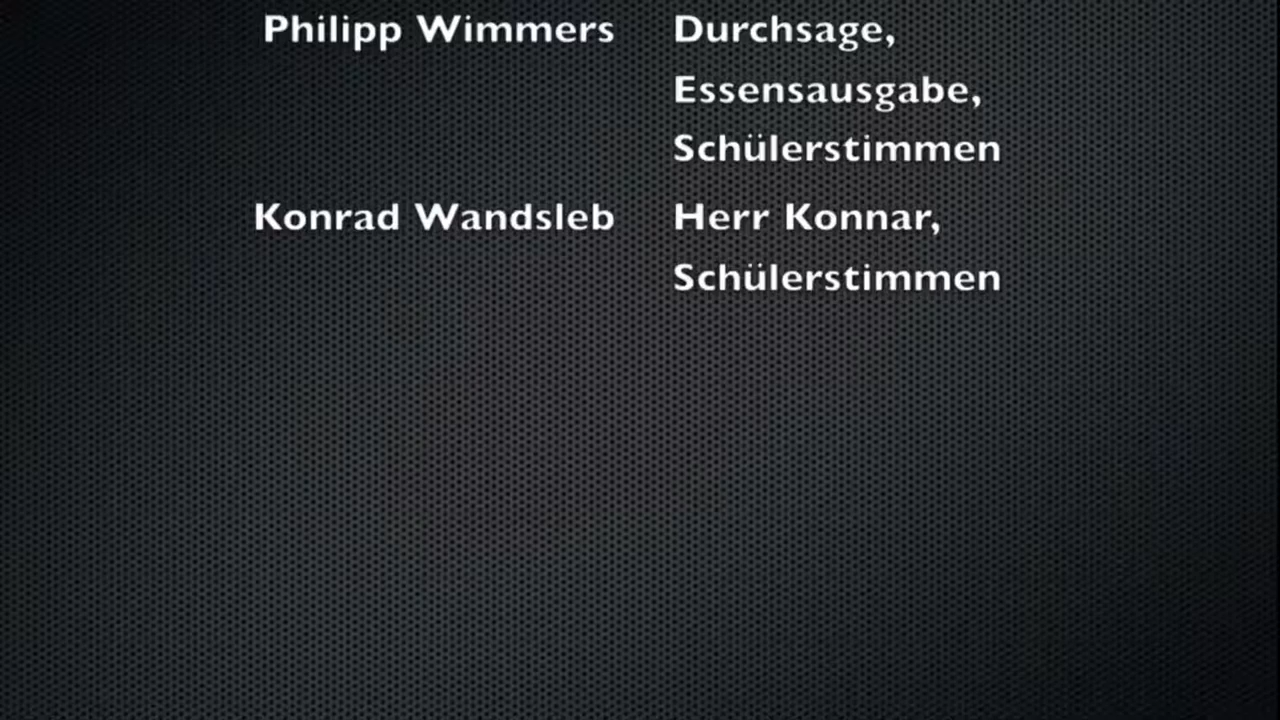 Philipp Wimmers Durchsage,
Essensausgabe,
Schülerstimmen
Konrad Wandsleb Herr Konnar,
Schülerstimmen